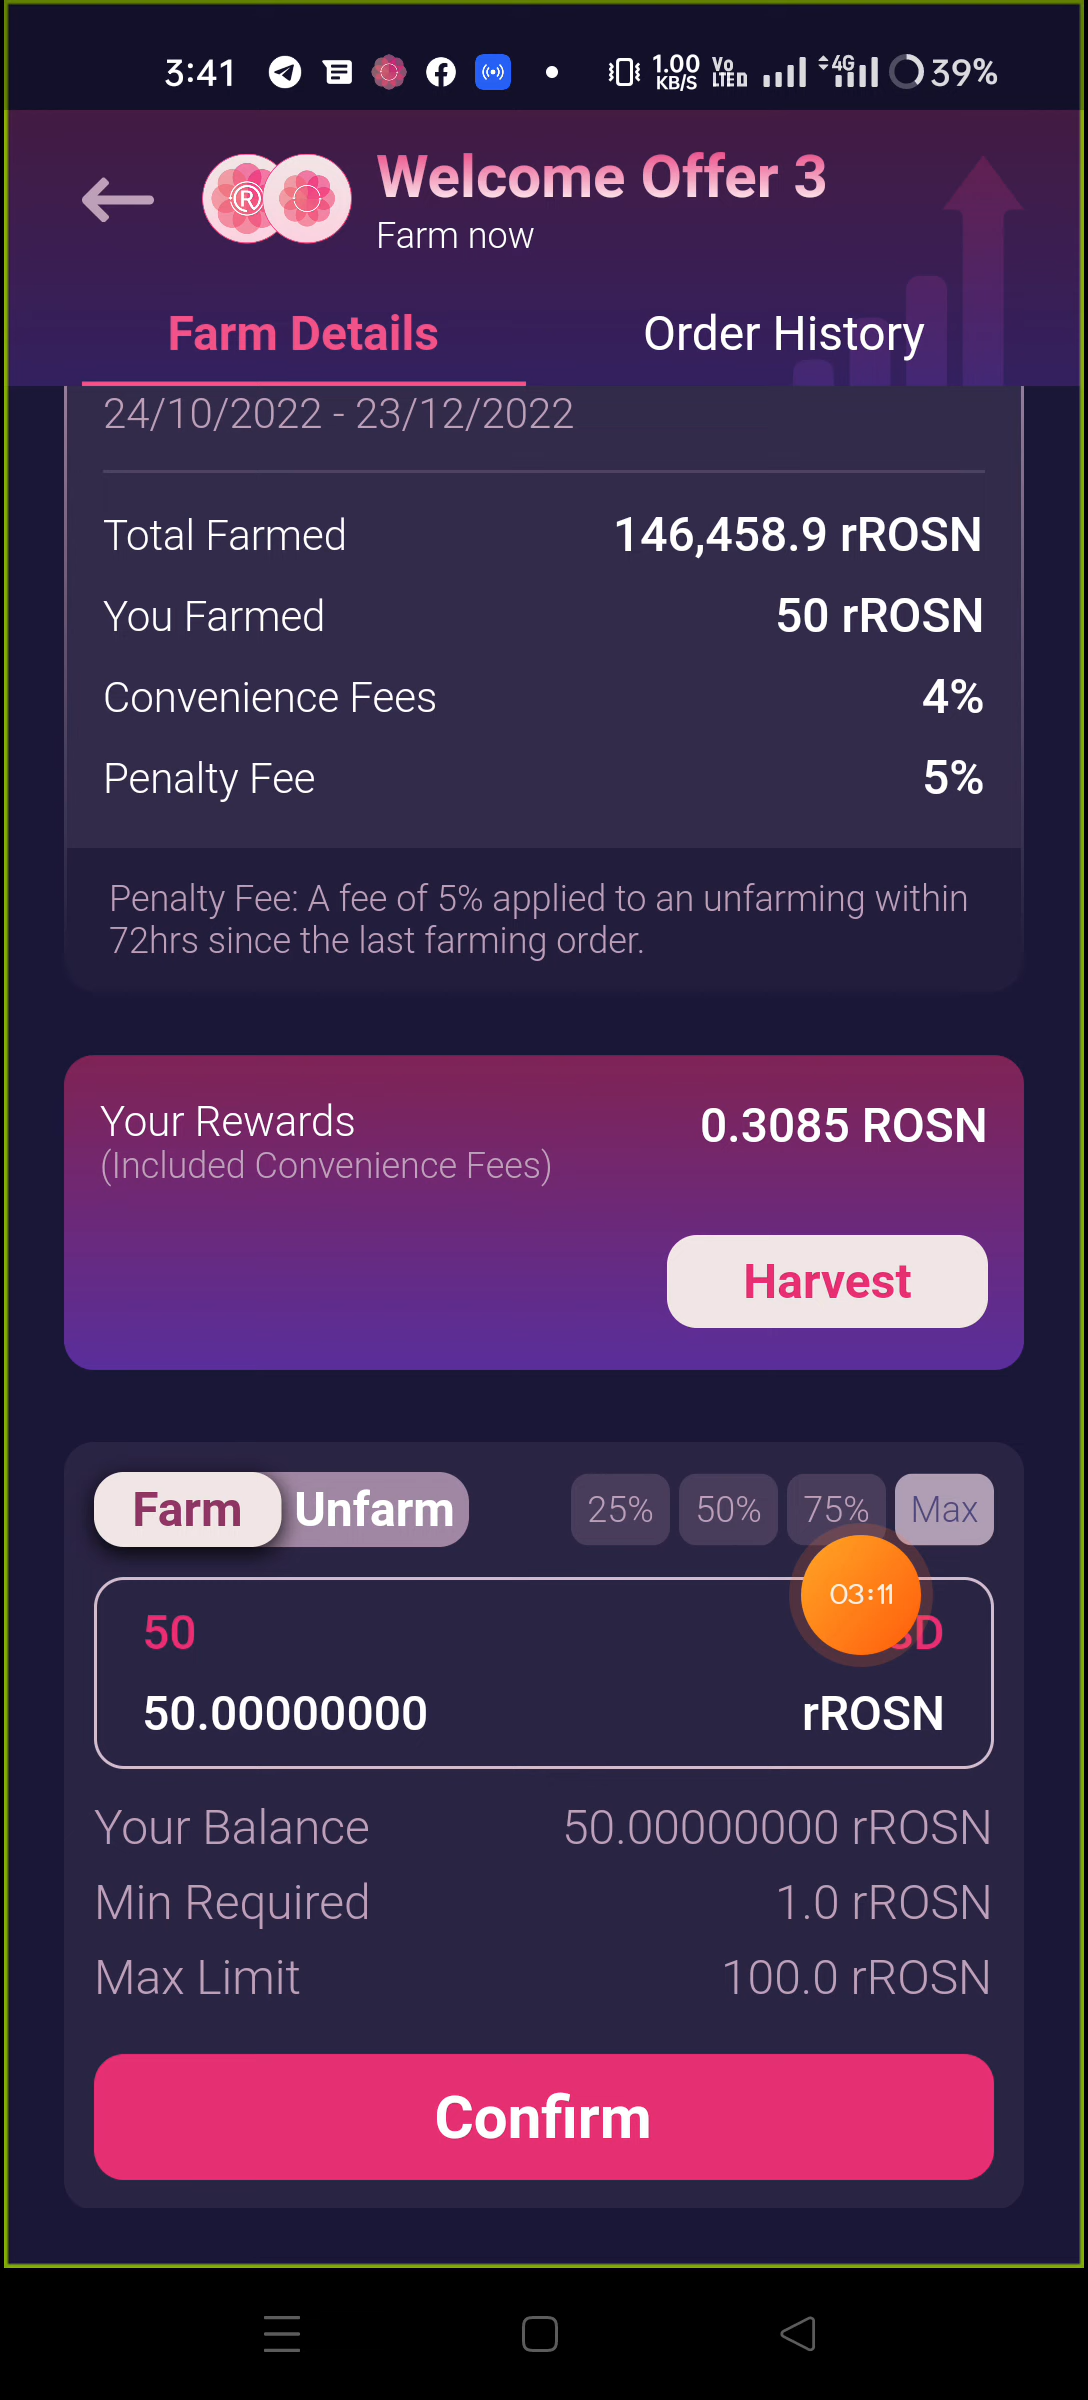 3:41
1.00 KB/S
Vo LTE
4G
39%
Welcome Offer 3
Farm now
Farm Details
Order History
24/10/2022 - 23/12/2022
Total Farmed 146,458.9 rROSN
You Farmed 50 rROSN
Convenience Fees 4%
Penalty Fee 5%
Penalty Fee: A fee of 5% applied to an unfarming within
72hrs since the last farming order.
Your Rewards 0.3085 ROSN
(Included Convenience Fees)
Harvest
Farm Unfarm 25% 50% 75% Max
03:11
50
50.00000000 rROSN
Your Balance 50.00000000 rROSN
Min Required 1.0 rROSN
Max Limit 100.0 rROSN
Confirm